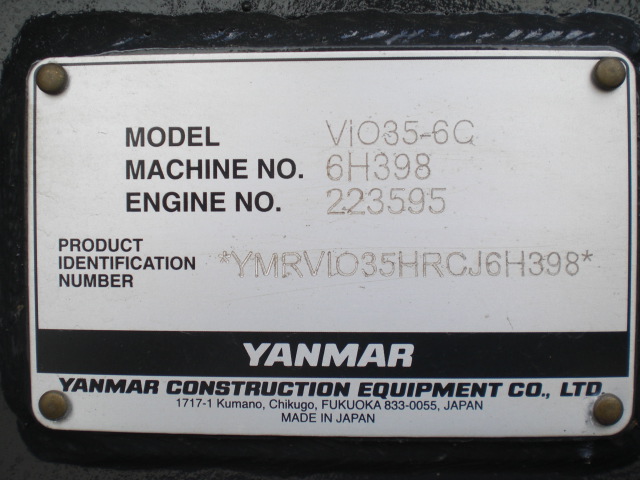 MODEL VIO35-6C
MACHINE NO. 6H398
ENGINE NO. 223595
PRODUCT
IDENTIFICATION
NUMBER *YMRVIO35HRCJ6H398*
YANMAR
YANMAR CONSTRUCTION EQUIPMENT CO., LTD
1717-1 Kumano, Chikugo, FUKUOKA 833-0055, JAPAN
MADE IN JAPAN